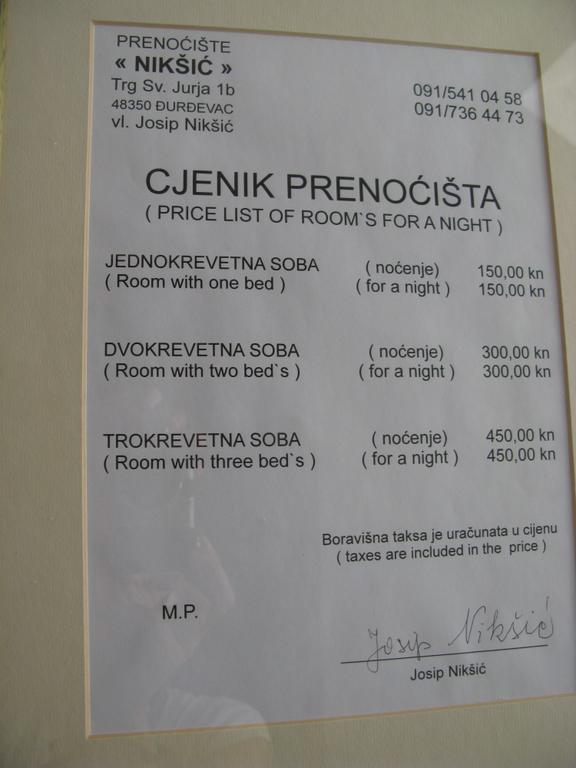 PRENOĆIŠTE
« NIKŠIĆ »
Trg Sv. Jurja 1b
48350 ĐURĐEVAC
vl. Josip Nikšić
091/541 04 58
091/736 44 73
CJENIK PRENOĆIŠTA
( PRICE LIST OF ROOM`S FOR A NIGHT )
JEDNOKREVETNA SOBA ( noćenje) 150,00 kn
( Room with one bed ) ( for a night ) 150,00 kn
DVOKREVETNA SOBA ( noćenje) 300,00 kn
( Room with two bed`s ) ( for a night ) 300,00 kn
TROKREVETNA SOBA ( noćenje) 450,00 kn
( Room with three bed`s ) ( for a night ) 450,00 kn
Boravišna taksa je uračunata u cijenu
( taxes are included in the price )
M.P.
Josip Nikšić
Josip Nikšić